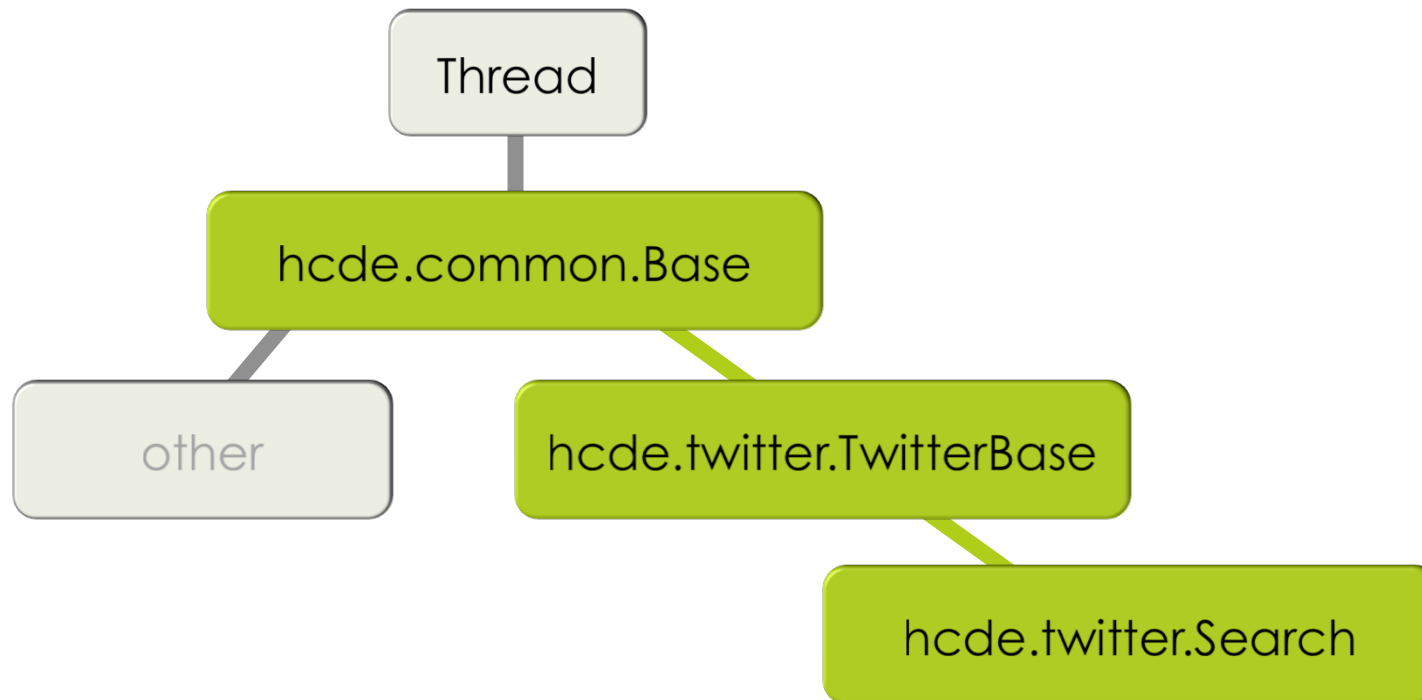 Thread
hcde.common.Base
other
hcde.twitter.TwitterBase
hcde.twitter.Search